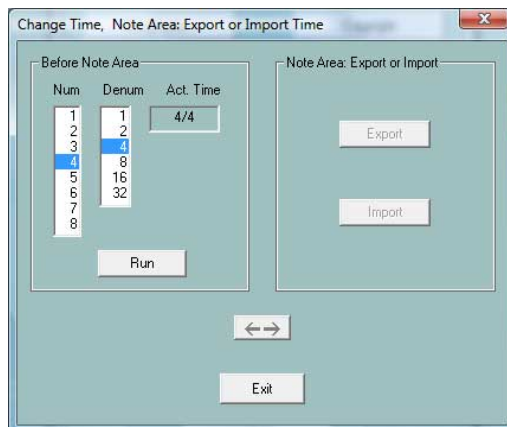 Change Time, Note Area: Export or Import Time
Before Note Area
Num Denum Act. Time
1 1 4/4
2 2
3 4
4 8
5 16
6 32
7
8
Run
Note Area: Export or Import
Export
Import
Exit